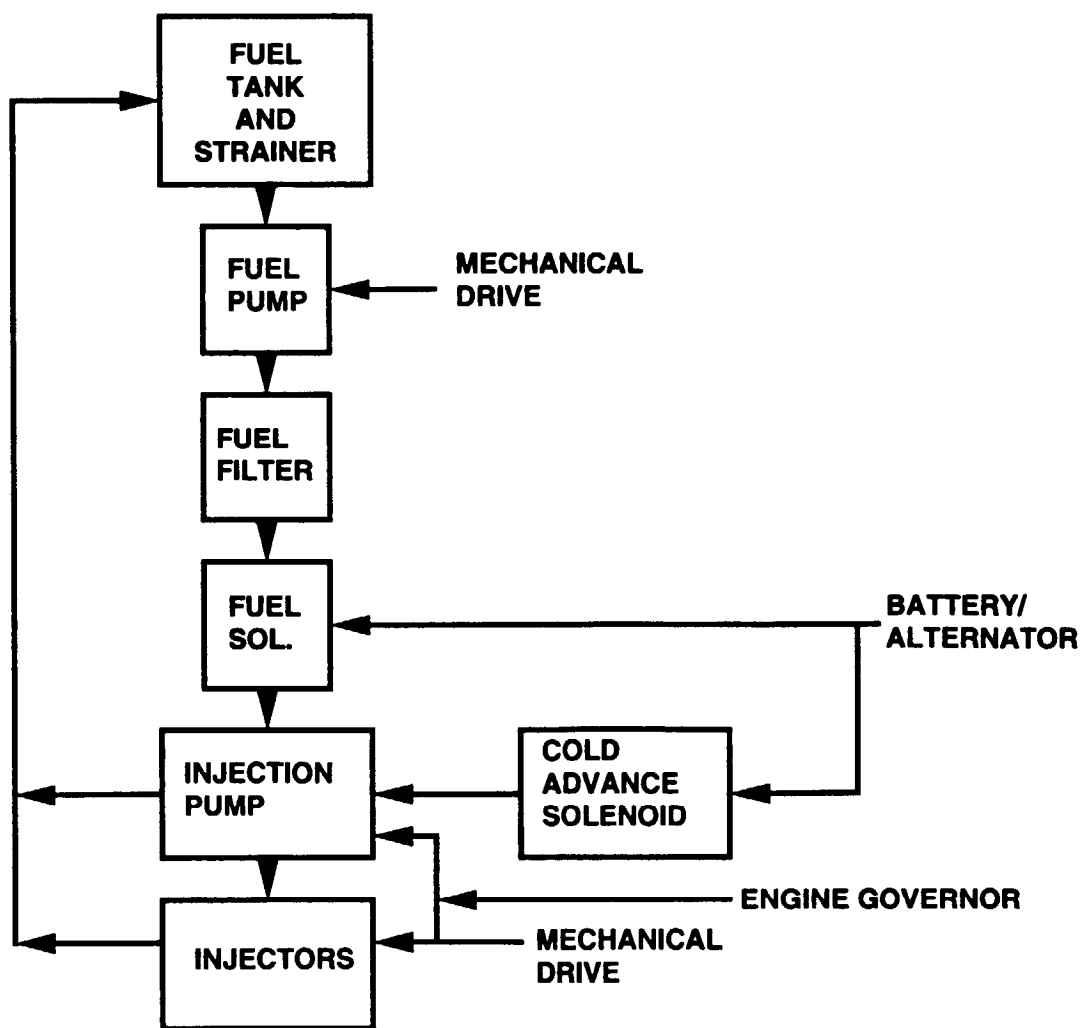 FUEL
TANK
AND
STRAINER
FUEL
PUMP
MECHANICAL
DRIVE
FUEL
FILTER
FUEL
SOL.
BATTERY/
ALTERNATOR
INJECTION
PUMP
COLD
ADVANCE
SOLENOID
ENGINE GOVERNOR
INJECTORS
MECHANICAL
DRIVE